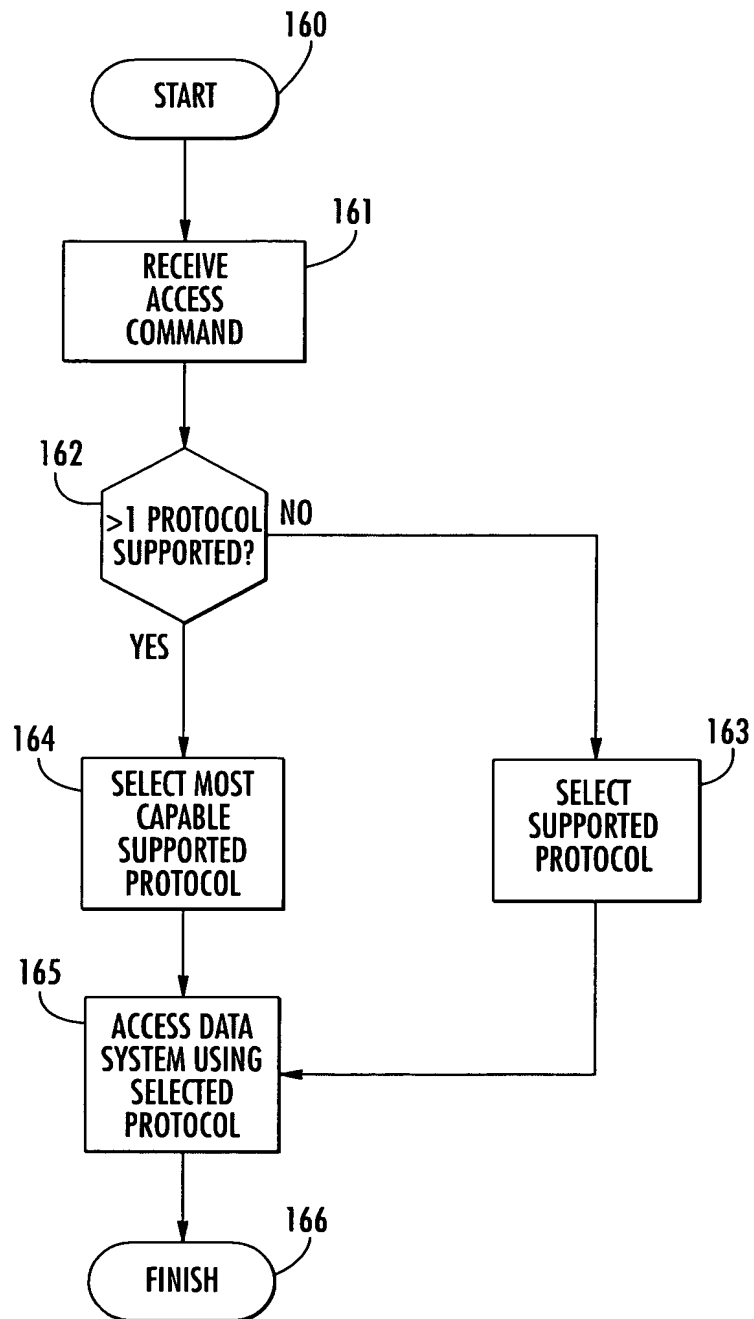 160
START
161
RECEIVE
ACCESS
COMMAND
162
>1 PROTOCOL
SUPPORTED?
NO
YES
164
SELECT MOST
CAPABLE
SUPPORTED
PROTOCOL
163
SELECT
SUPPORTED
PROTOCOL
165
ACCESS DATA
SYSTEM USING
SELECTED
PROTOCOL
166
FINISH